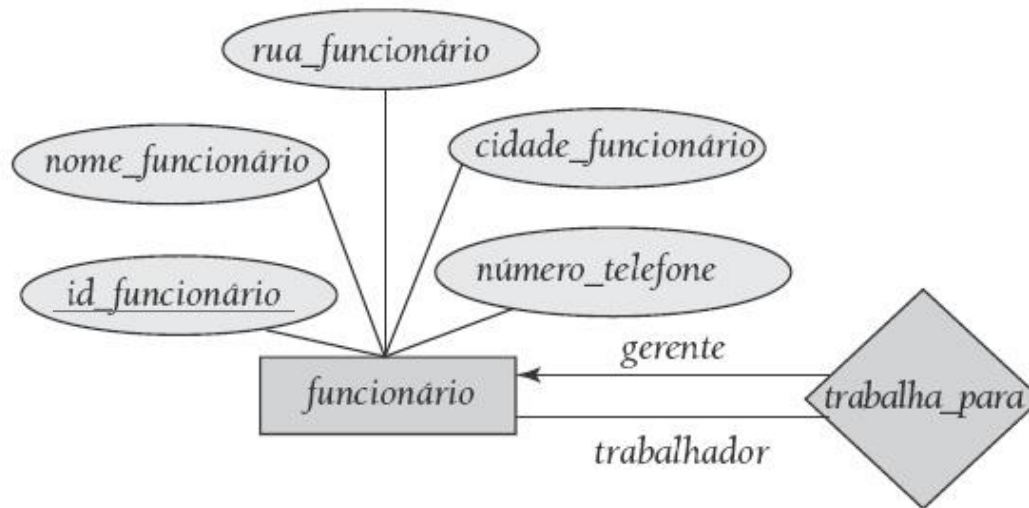 rua_funcionário
nome_funcionário
cidade_funcionário
id_funcionário
número_telefone
gerente
funcionário
trabalha_para
trabalhador